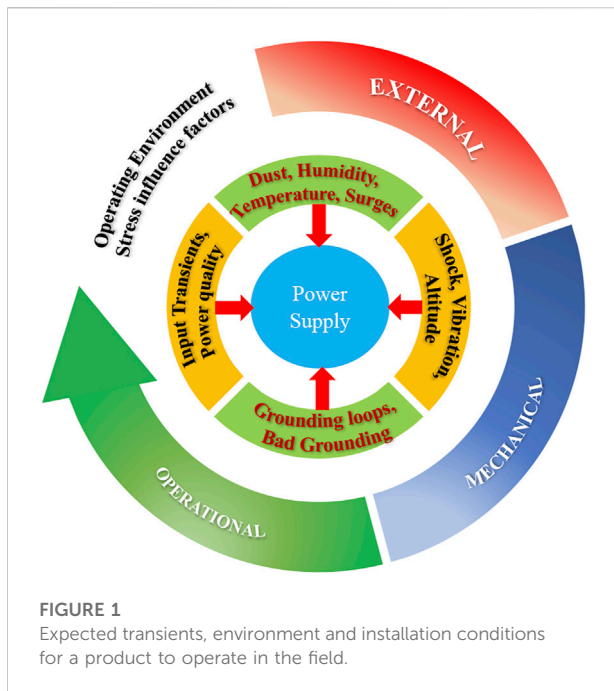 Operating Environment
Stress influence factors
EXTERNAL
MECHANICAL
OPERATIONAL
Dust, Humidity,
Temperature, Surges
Shock, Vibration,
Altitude
Grounding loops,
Bad Grounding
Input Transients,
Power quality
Power
Supply
FIGURE 1
Expected transients, environment and installation conditions
for a product to operate in the field.